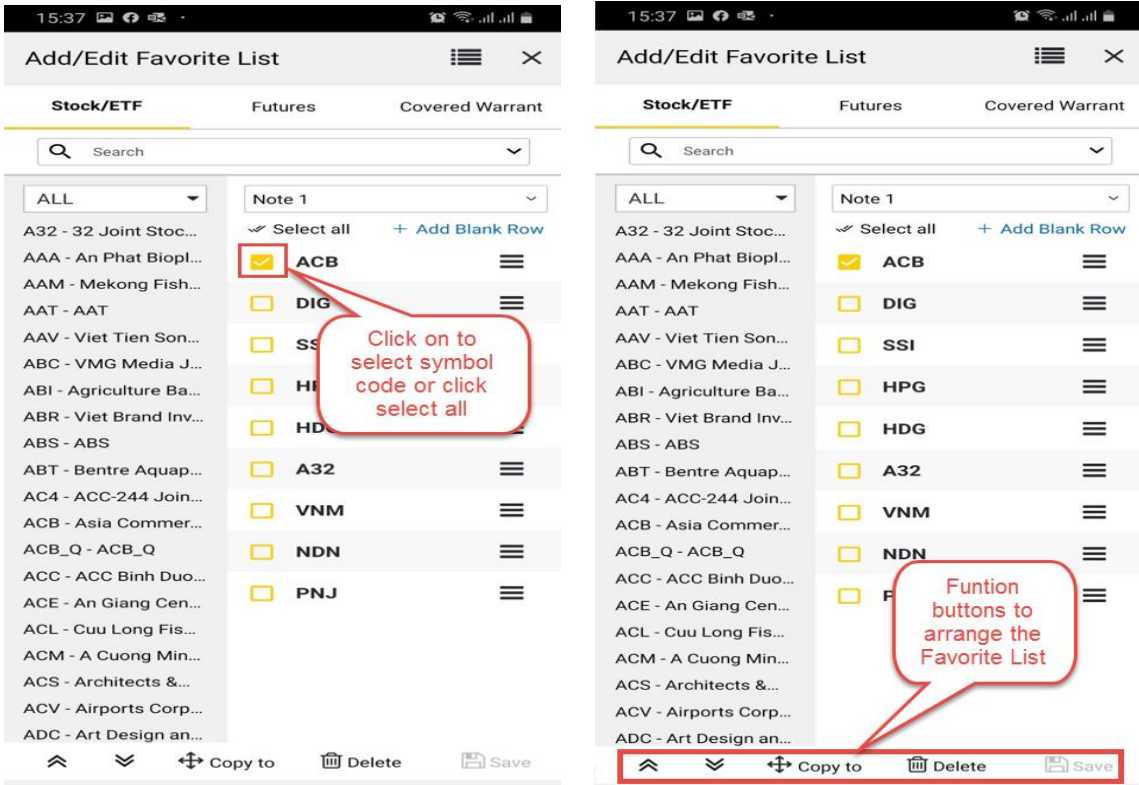 15:37
Add/Edit Favorite List
Stock/ETF Futures Covered Warrant
Search
ALL
A32 - 32 Joint Stoc...
AAA - An Phat Biopl...
AAM - Mekong Fish...
AAT - AAT
AAV - Viet Tien Son...
ABC - VMG Media J...
ABI - Agriculture Ba...
ABR - Viet Brand Inv...
ABS - ABS
ABT - Bentre Aquap...
AC4 - ACC-244 Join...
ACB - Asia Commer...
ACB_Q - ACB_Q
ACC - ACC Binh Duo...
ACE - An Giang Cen...
ACL - Cuu Long Fis...
ACM - A Cuong Min...
ACS - Architects &...
ACV - Airports Corp...
ADC - Art Design an...
Note 1
Select all + Add Blank Row
ACB
DIG
HDG
A32
VNM
NDN
PNJ
Click on to
select symbol
code or click
select all
Copy to Delete Save
15:37
Add/Edit Favorite List
Stock/ETF Futures Covered Warrant
Search
ALL
A32 - 32 Joint Stoc...
AAA - An Phat Biopl...
AAM - Mekong Fish...
AAT - AAT
AAV - Viet Tien Son...
ABC - VMG Media J...
ABI - Agriculture Ba...
ABR - Viet Brand Inv...
ABS - ABS
ABT - Bentre Aquap...
AC4 - ACC-244 Join...
ACB - Asia Commer...
ACB_Q - ACB_Q
ACC - ACC Binh Duo...
ACE - An Giang Cen...
ACL - Cuu Long Fis...
ACM - A Cuong Min...
ACS - Architects &...
ACV - Airports Corp...
ADC - Art Design an...
Note 1
Select all + Add Blank Row
ACB
DIG
SSI
HPG
HDG
A32
VNM
NDN
Funtion
buttons to
arrange the
Favorite List
Copy to Delete Save